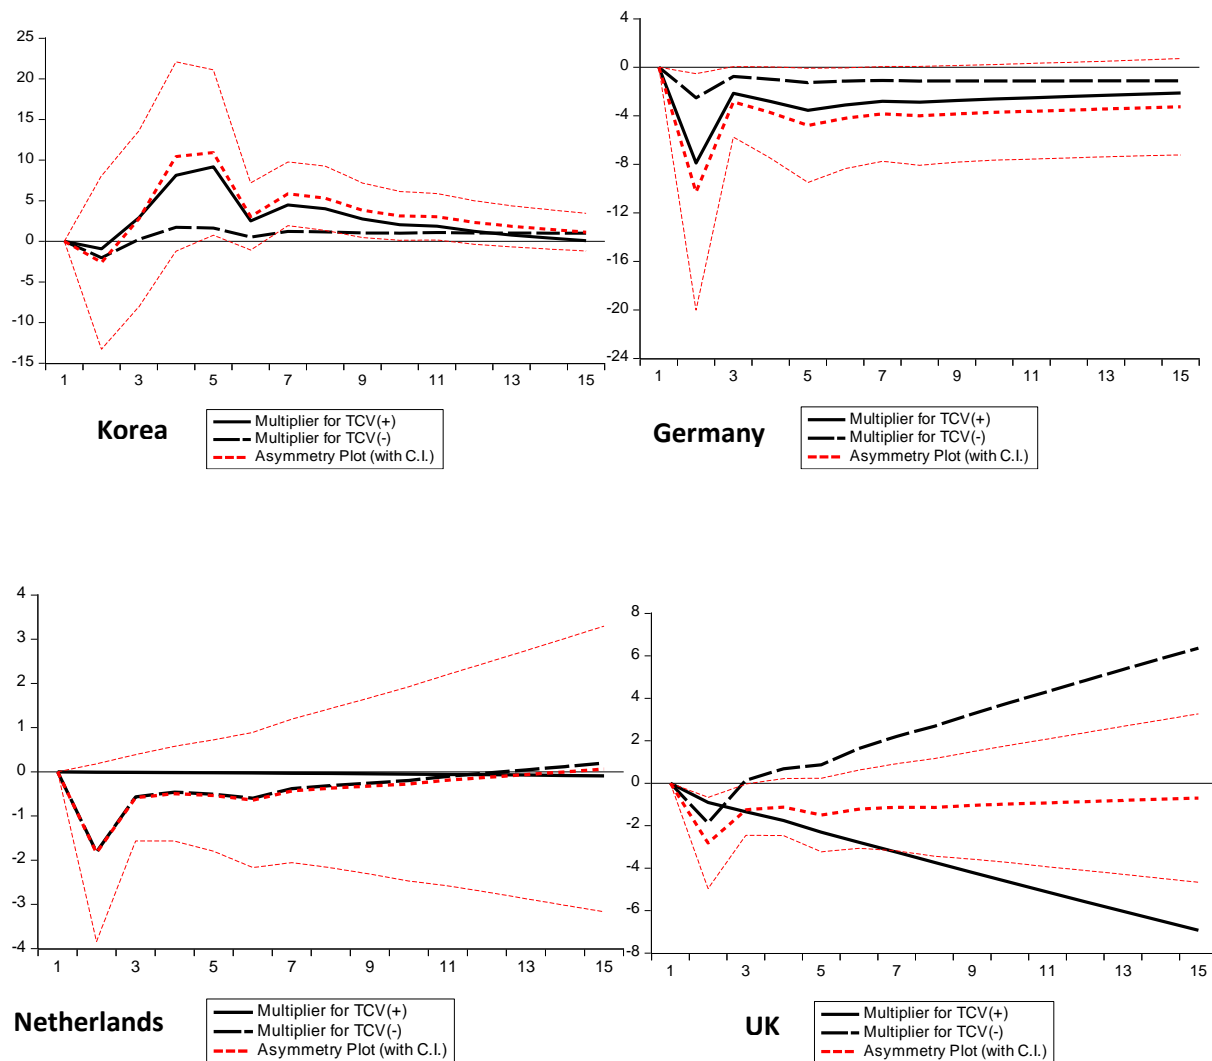 25
20
15
10
5
0
-5
-10
-15
1 3 5 7 9 11 13 15
Korea
Multiplier for TCV(+)
Multiplier for TCV(-)
Asymmetry Plot (with C.I.)
4
0
-4
-8
-12
-16
-20
-24
1 3 5 7 9 11 13 15
Germany
Multiplier for TCV(+)
Multiplier for TCV(-)
Asymmetry Plot (with C.I.)
4
3
2
1
0
-1
-2
-3
-4
1 3 5 7 9 11 13 15
Netherlands
Multiplier for TCV(+)
Multiplier for TCV(-)
Asymmetry Plot (with C.I.)
8
6
4
2
0
-2
-4
-6
-8
1 3 5 7 9 11 13 15
UK
Multiplier for TCV(+)
Multiplier for TCV(-)
Asymmetry Plot (with C.I.)